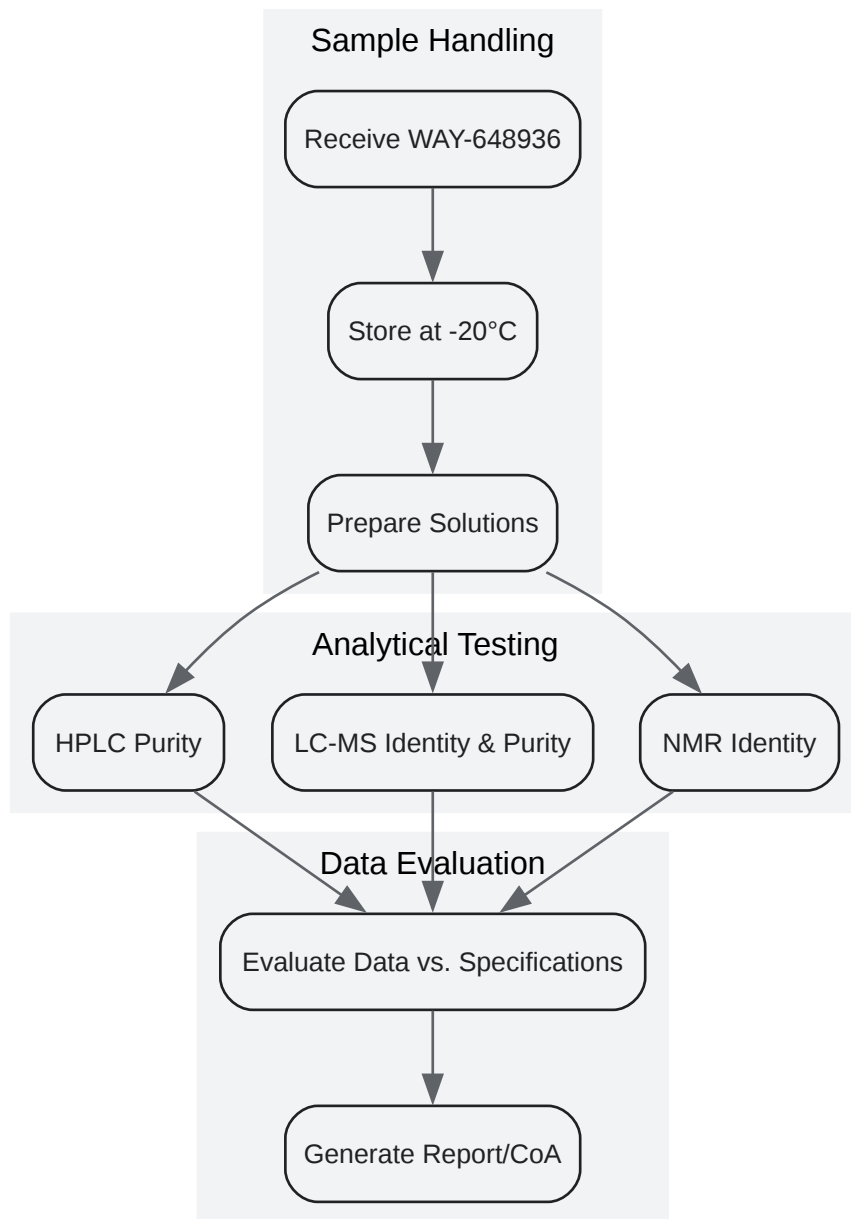 Sample Handling
Receive WAY-648936
Store at -20°C
Prepare Solutions
Analytical Testing
HPLC Purity
LC-MS Identity & Purity
NMR Identity
Data Evaluation
Evaluate Data vs. Specifications
Generate Report/CoA